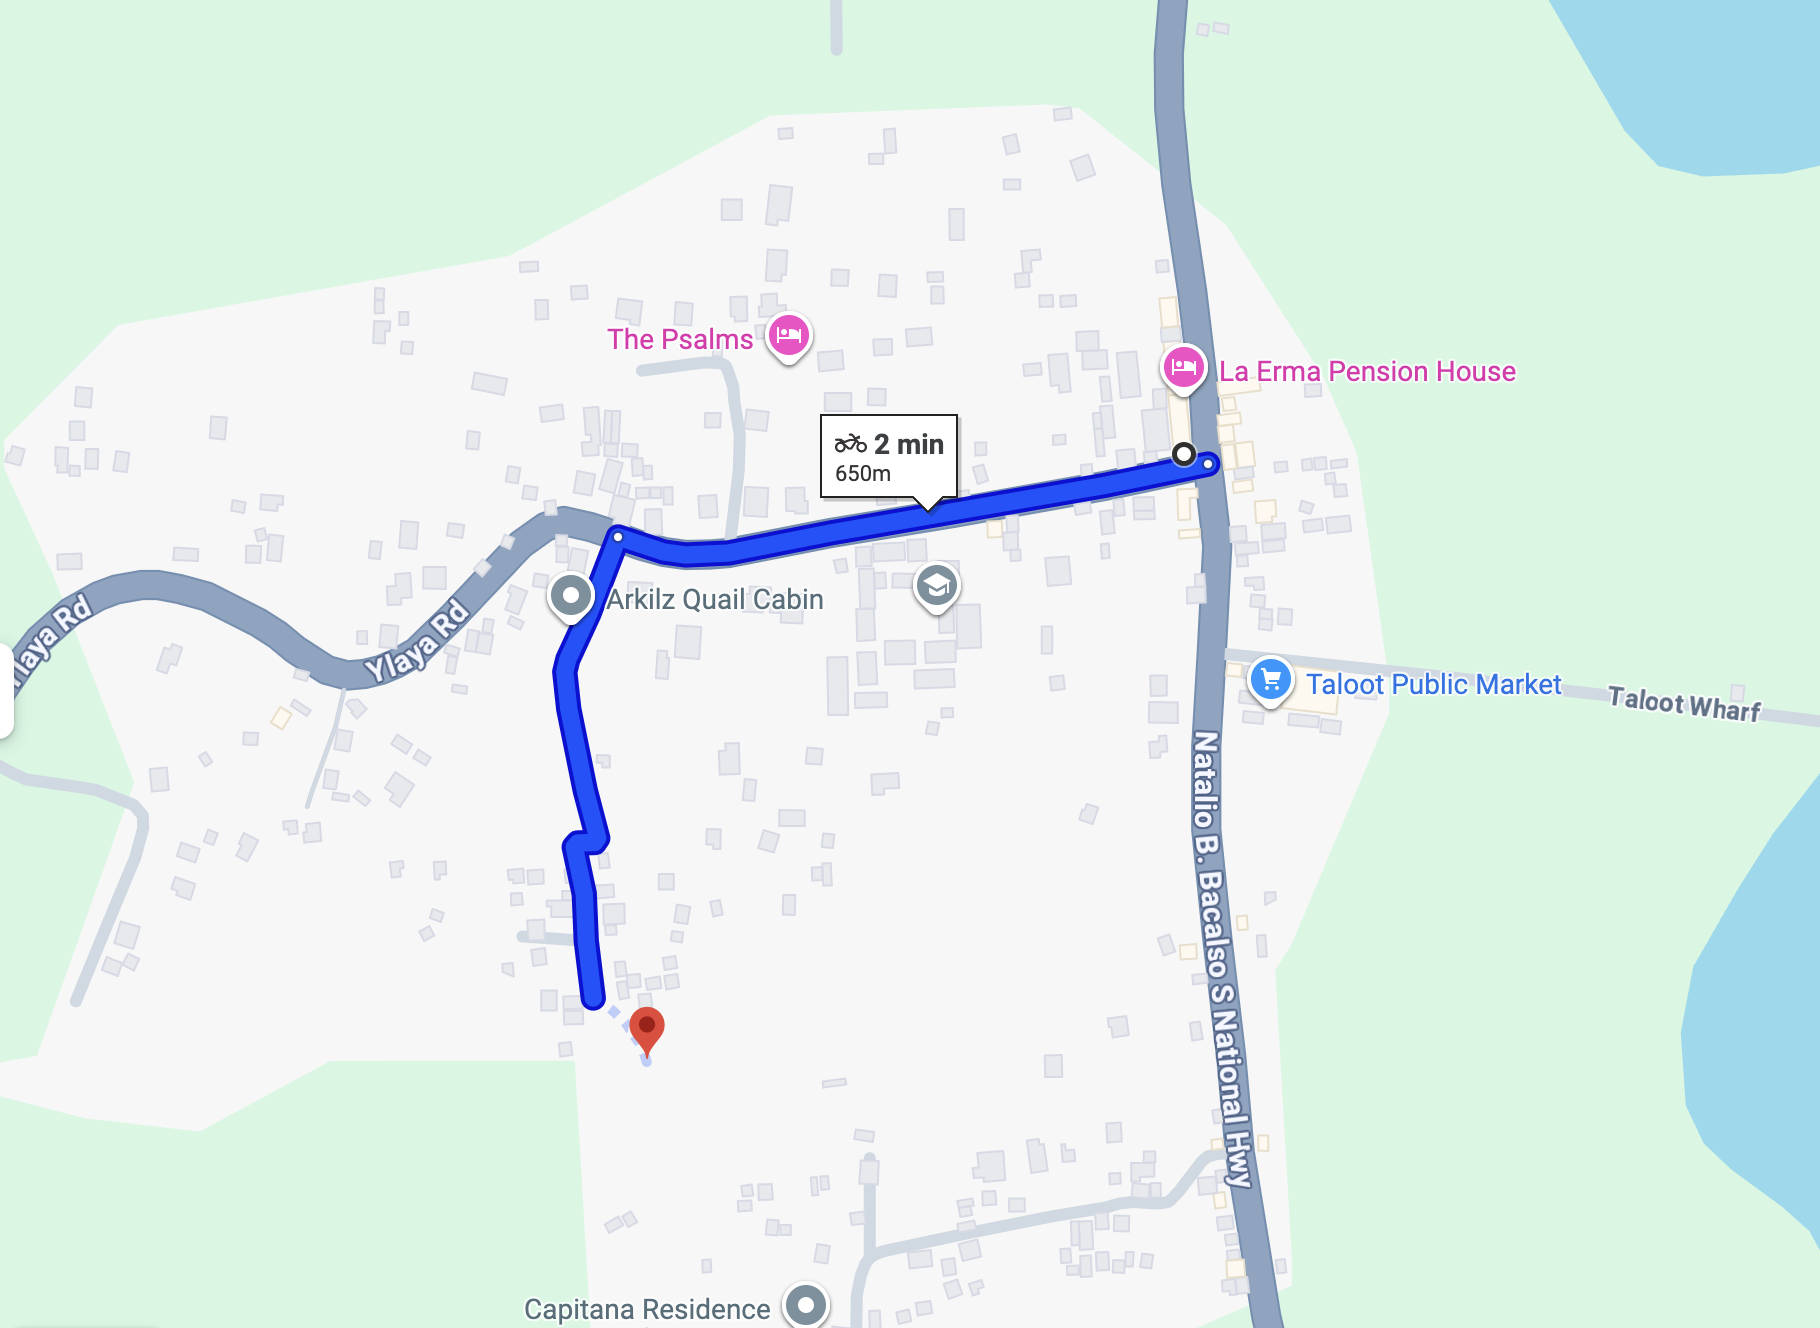 The Psalms
La Erma Pension House
2 min
650m
Arkilz Quail Cabin
Ylaya Rd
Ylaya Rd
Taloot Public Market
Taloot Wharf
Natalio B. Bacalso S National Hwy
Capitana Residence